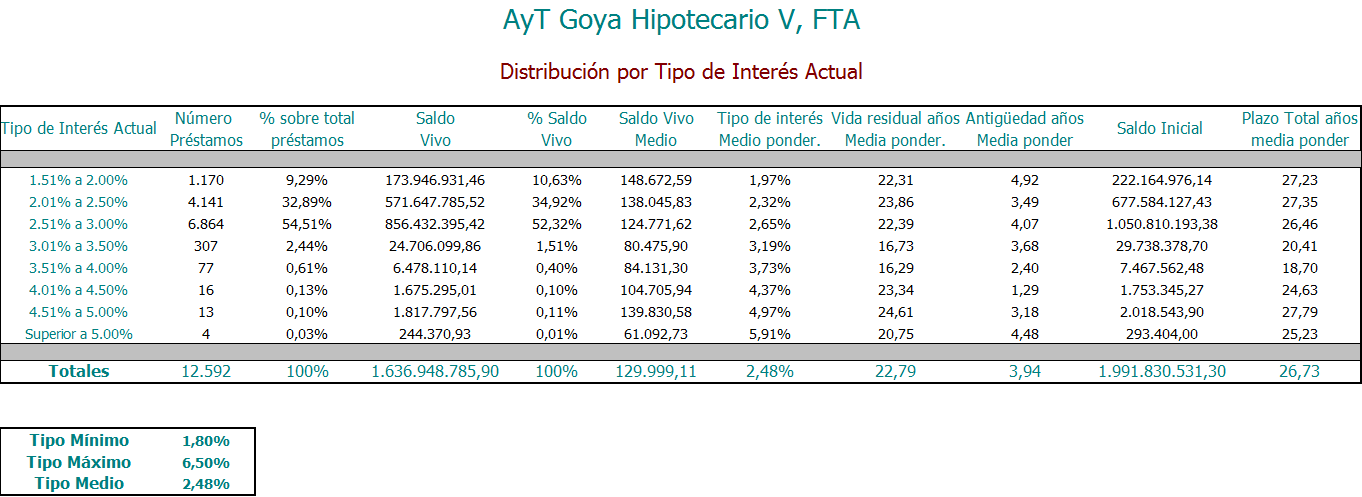 AyT Goya Hipotecario V, FTA
Distribución por Tipo de Interés Actual
Tipo de Interés Actual Número Préstamos % sobre total préstamos Saldo Vivo % Saldo Vivo Saldo Vivo Medio Tipo de interés Medio ponder. Vida residual años Media ponder. Antigüedad años Media ponder Saldo Inicial Plazo Total años media ponder
1.51% a 2.00% 1.170 9,29% 173.946.931,46 10,63% 148.672,59 1,97% 22,31 4,92 222.164.976,14 27,23
2.01% a 2.50% 4.141 32,89% 571.647.785,52 34,92% 138.045,83 2,32% 23,86 3,49 677.584.127,43 27,35
2.51% a 3.00% 6.864 54,51% 856.432.395,42 52,32% 124.771,62 2,65% 22,39 4,07 1.050.810.193,38 26,46
3.01% a 3.50% 307 2,44% 24.706.099,86 1,51% 80.475,90 3,19% 16,73 3,68 29.738.378,70 20,41
3.51% a 4.00% 77 0,61% 6.478.110,14 0,40% 84.131,30 3,73% 16,29 2,40 7.467.562,48 18,70
4.01% a 4.50% 16 0,13% 1.675.295,01 0,10% 104.705,94 4,37% 23,34 1,29 1.753.345,27 24,63
4.51% a 5.00% 13 0,10% 1.817.797,56 0,11% 139.830,58 4,97% 24,61 3,18 2.018.543,90 27,79
Superior a 5.00% 4 0,03% 244.370,93 0,01% 61.092,73 5,91% 20,75 4,48 293.404,00 25,23
Totales 12.592 100% 1.636.948.785,90 100% 129.999,11 2,48% 22,79 3,94 1.991.830.531,30 26,73
Tipo Mínimo 1,80%
Tipo Máximo 6,50%
Tipo Medio 2,48%